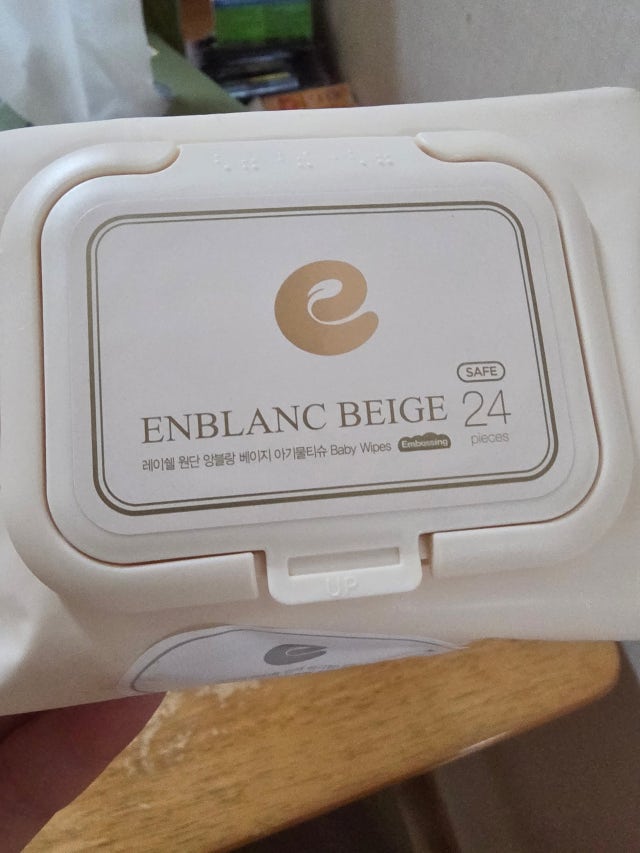 SAFE
ENBLANC BEIGE 24
레이쉘 원단 앙블랑 베이지 아기물티슈 Baby Wipes Embossing pieces
UP